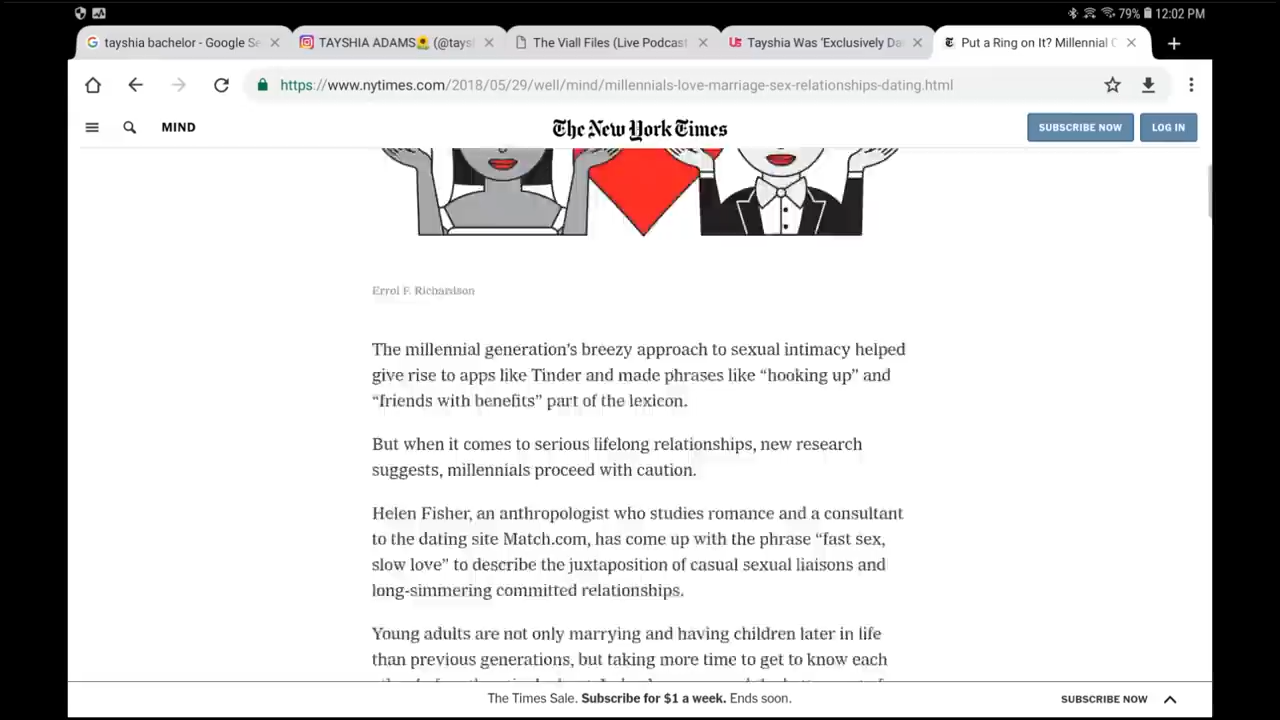 79% 12:02 PM
tayshia bachelor - Google Se
TAYSHIA ADAMS🌻 (@tays
The Viall Files (Live Podcast
Tayshia Was 'Exclusively Da
Put a Ring on It? Millennial C
https://www.nytimes.com/2018/05/29/well/mind/millennials-love-marriage-sex-relationships-dating.html
MIND
The New York Times
SUBSCRIBE NOW
LOG IN
Errol F. Richardson
The millennial generation's breezy approach to sexual intimacy helped
give rise to apps like Tinder and made phrases like “hooking up” and
“friends with benefits” part of the lexicon.
But when it comes to serious lifelong relationships, new research
suggests, millennials proceed with caution.
Helen Fisher, an anthropologist who studies romance and a consultant
to the dating site Match.com, has come up with the phrase “fast sex,
slow love” to describe the juxtaposition of casual sexual liaisons and
long-simmering committed relationships.
Young adults are not only marrying and having children later in life
than previous generations, but taking more time to get to know each
The Times Sale. Subscribe for $1 a week. Ends soon.
SUBSCRIBE NOW